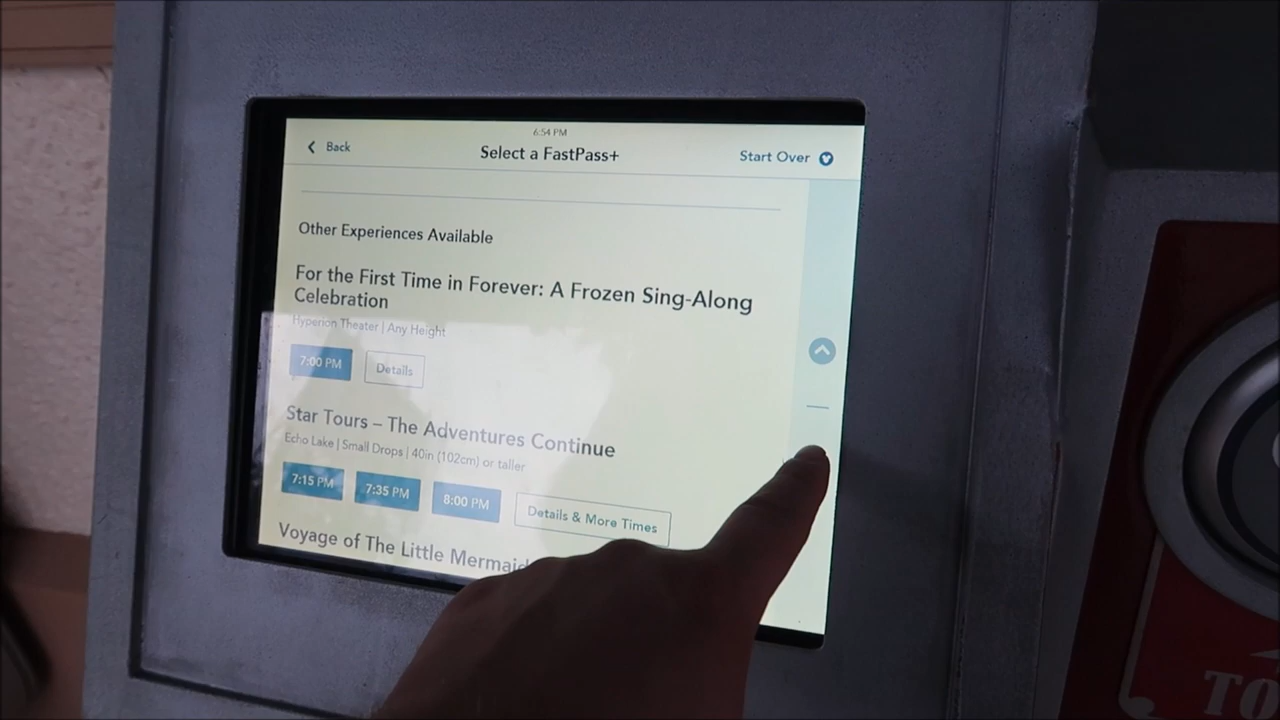 6:54 PM
Back
Select a FastPass+
Start Over
Other Experiences Available
For the First Time in Forever: A Frozen Sing-Along
Celebration
Hyperion Theater | Any Height
7:00 PM
Details
Star Tours – The Adventures Continue
Echo Lake | Small Drops | 40in (102cm) or taller
7:15 PM
7:35 PM
8:00 PM
Details & More Times
Voyage of The Little Mermaid
TO